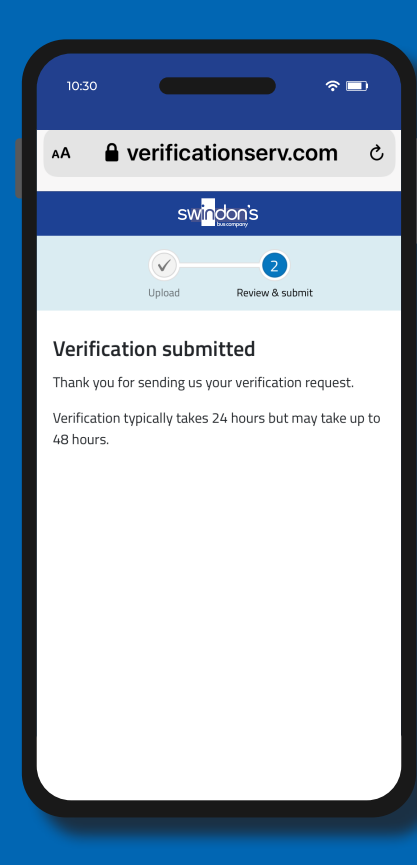 10:30
AA verificationserv.com
swindon's
bus company
2
Upload Review & submit
Verification submitted
Thank you for sending us your verification request.
Verification typically takes 24 hours but may take up to
48 hours.